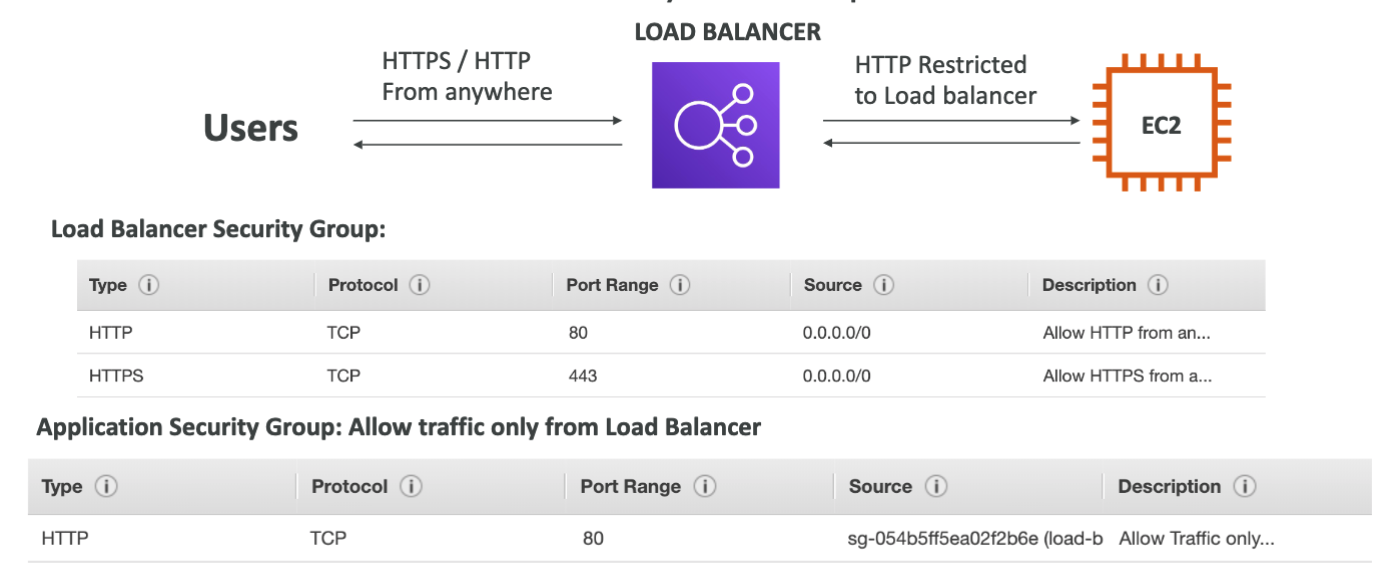 LOAD BALANCER
HTTPS / HTTP
From anywhere
HTTP Restricted
to Load balancer
Users
EC2
Load Balancer Security Group:
Type Protocol Port Range Source Description
HTTP TCP 80 0.0.0.0/0 Allow HTTP from an...
HTTPS TCP 443 0.0.0.0/0 Allow HTTPS from a...
Application Security Group: Allow traffic only from Load Balancer
Type Protocol Port Range Source Description
HTTP TCP 80 sg-054b5ff5ea02f2b6e (load-b Allow Traffic only...